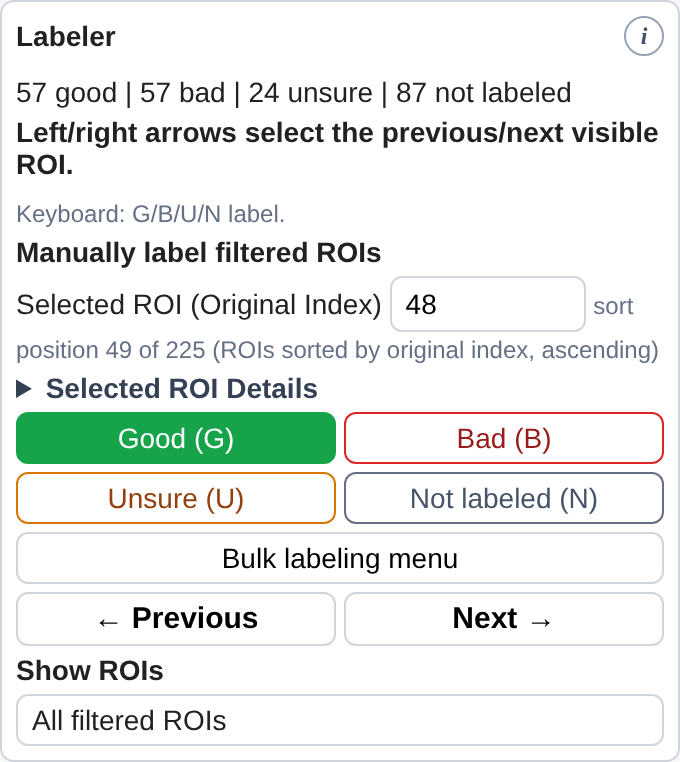 Labeler
i
57 good | 57 bad | 24 unsure | 87 not labeled
Left/right arrows select the previous/next visible
ROI.
Keyboard: G/B/U/N label.
Manually label filtered ROIs
Selected ROI (Original Index) 48 sort
position 49 of 225 (ROIs sorted by original index, ascending)
▶ Selected ROI Details
Good (G) Bad (B)
Unsure (U) Not labeled (N)
Bulk labeling menu
← Previous Next →
Show ROIs
All filtered ROIs